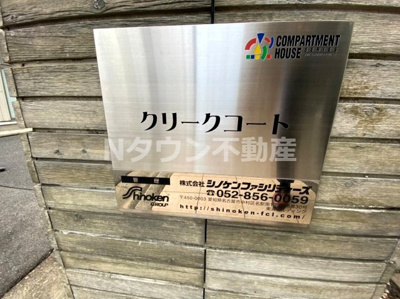 COMPARTMENT
HOUSE
クリークコート
Nタウン不動産
株式会社 シノケンファシリティーズ
Shinoken
GROUP
☎052-856-0059
http://shinoken-fcl.com/